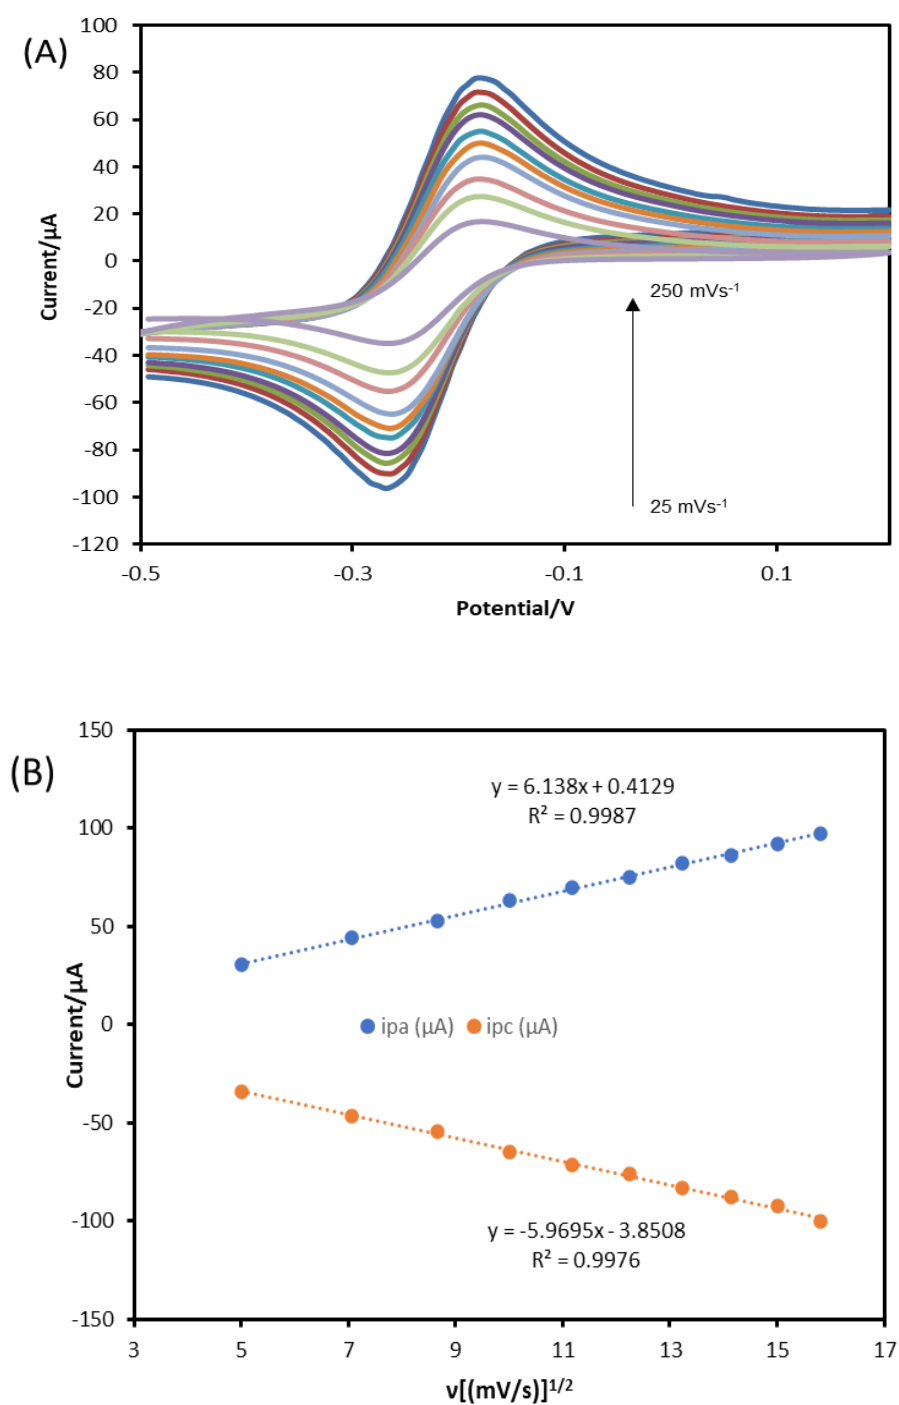 (A)
100
80
60
40
20
0
-20
-40
-60
-80
-100
-120
Current/µA
250 mVs-1
25 mVs-1
-0.5 -0.3 -0.1 0.1
Potential/V
(B)
150
100
50
0
-50
-100
-150
Current/µA
y = 6.138x + 0.4129
R² = 0.9987
ipa (µA) ipc (µA)
y = -5.9695x - 3.8508
R² = 0.9976
3 5 7 9 11 13 15 17
ν[(mV/s)]1/2